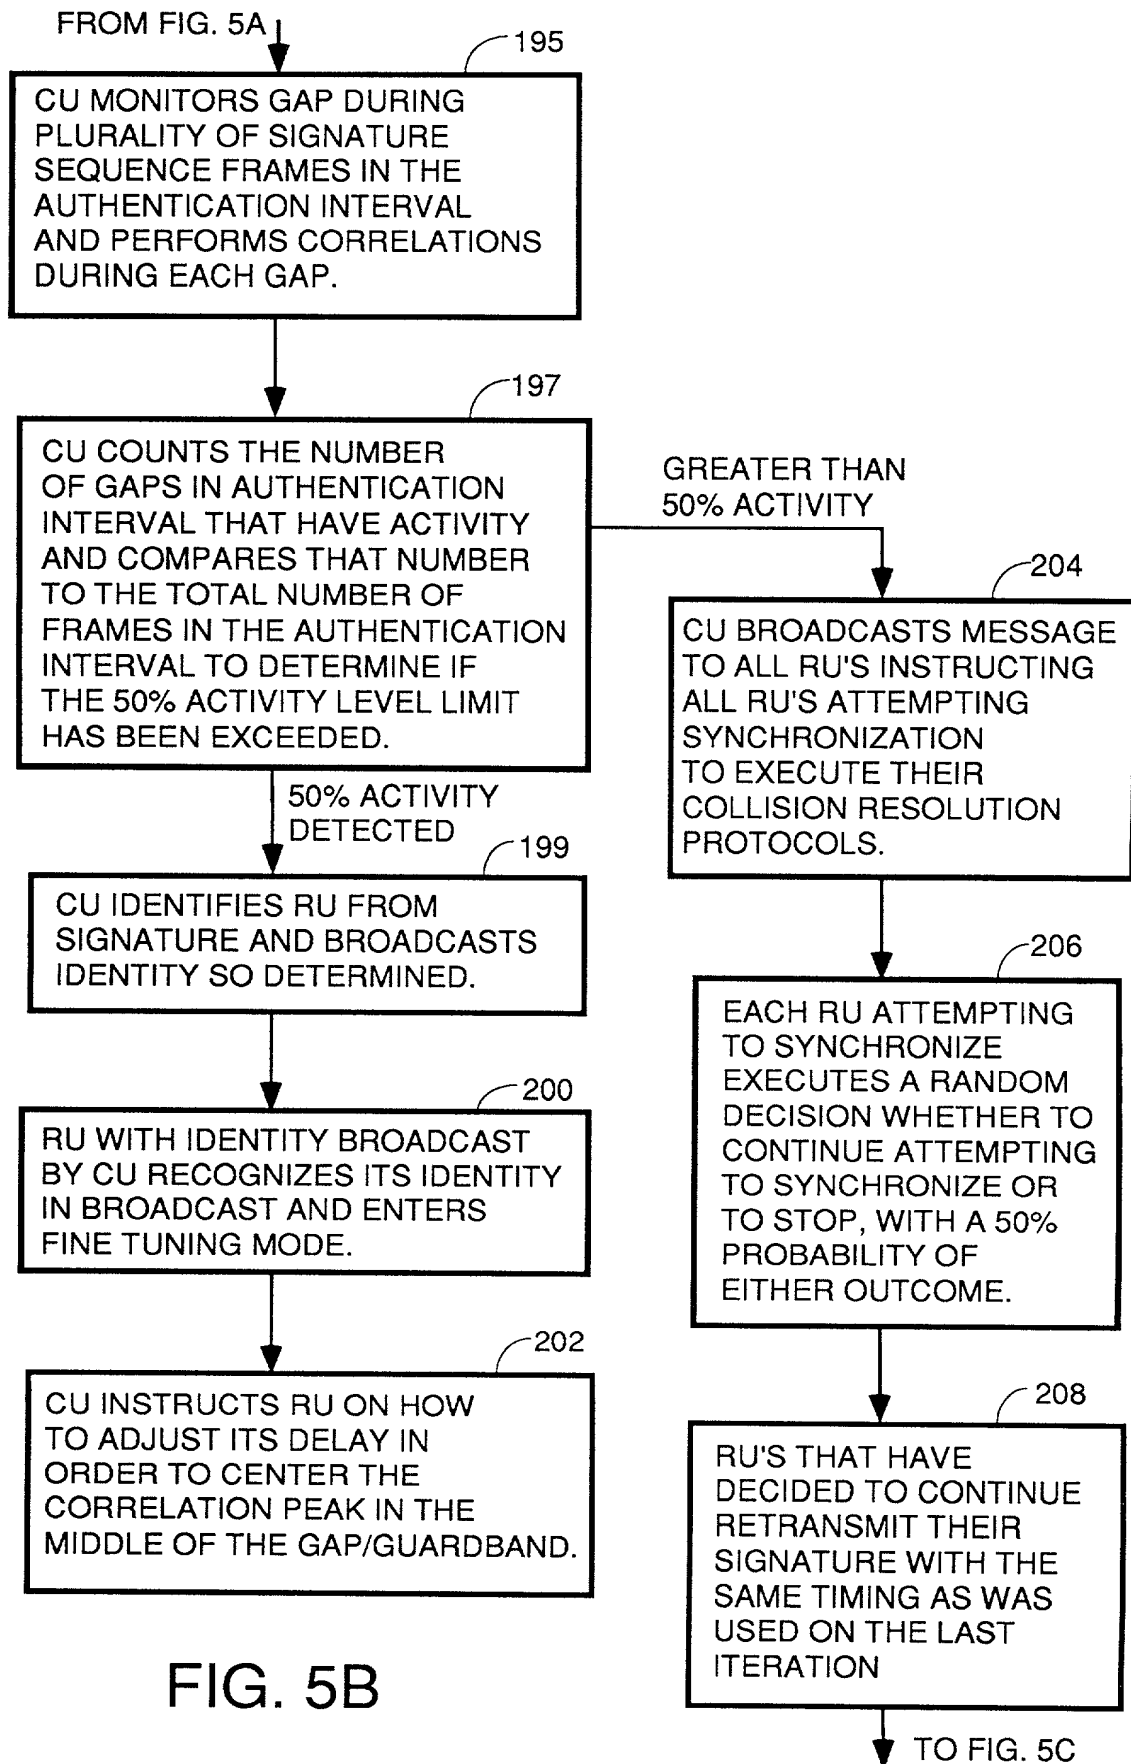 FROM FIG. 5A
195
CU MONITORS GAP DURING
PLURALITY OF SIGNATURE
SEQUENCE FRAMES IN THE
AUTHENTICATION INTERVAL
AND PERFORMS CORRELATIONS
DURING EACH GAP.
197
CU COUNTS THE NUMBER
OF GAPS IN AUTHENTICATION
INTERVAL THAT HAVE ACTIVITY
AND COMPARES THAT NUMBER
TO THE TOTAL NUMBER OF
FRAMES IN THE AUTHENTICATION
INTERVAL TO DETERMINE IF
THE 50% ACTIVITY LEVEL LIMIT
HAS BEEN EXCEEDED.
50% ACTIVITY
DETECTED
199
CU IDENTIFIES RU FROM
SIGNATURE AND BROADCASTS
IDENTITY SO DETERMINED.
200
RU WITH IDENTITY BROADCAST
BY CU RECOGNIZES ITS IDENTITY
IN BROADCAST AND ENTERS
FINE TUNING MODE.
202
CU INSTRUCTS RU ON HOW
TO ADJUST ITS DELAY IN
ORDER TO CENTER THE
CORRELATION PEAK IN THE
MIDDLE OF THE GAP/GUARDBAND.
GREATER THAN
50% ACTIVITY
204
CU BROADCASTS MESSAGE
TO ALL RU'S INSTRUCTING
ALL RU'S ATTEMPTING
SYNCHRONIZATION
TO EXECUTE THEIR
COLLISION RESOLUTION
PROTOCOLS.
206
EACH RU ATTEMPTING
TO SYNCHRONIZE
EXECUTES A RANDOM
DECISION WHETHER TO
CONTINUE ATTEMPTING
TO SYNCHRONIZE OR
TO STOP, WITH A 50%
PROBABILITY OF
EITHER OUTCOME.
208
RU'S THAT HAVE
DECIDED TO CONTINUE
RETRANSMIT THEIR
SIGNATURE WITH THE
SAME TIMING AS WAS
USED ON THE LAST
ITERATION
TO FIG. 5C
FIG. 5B